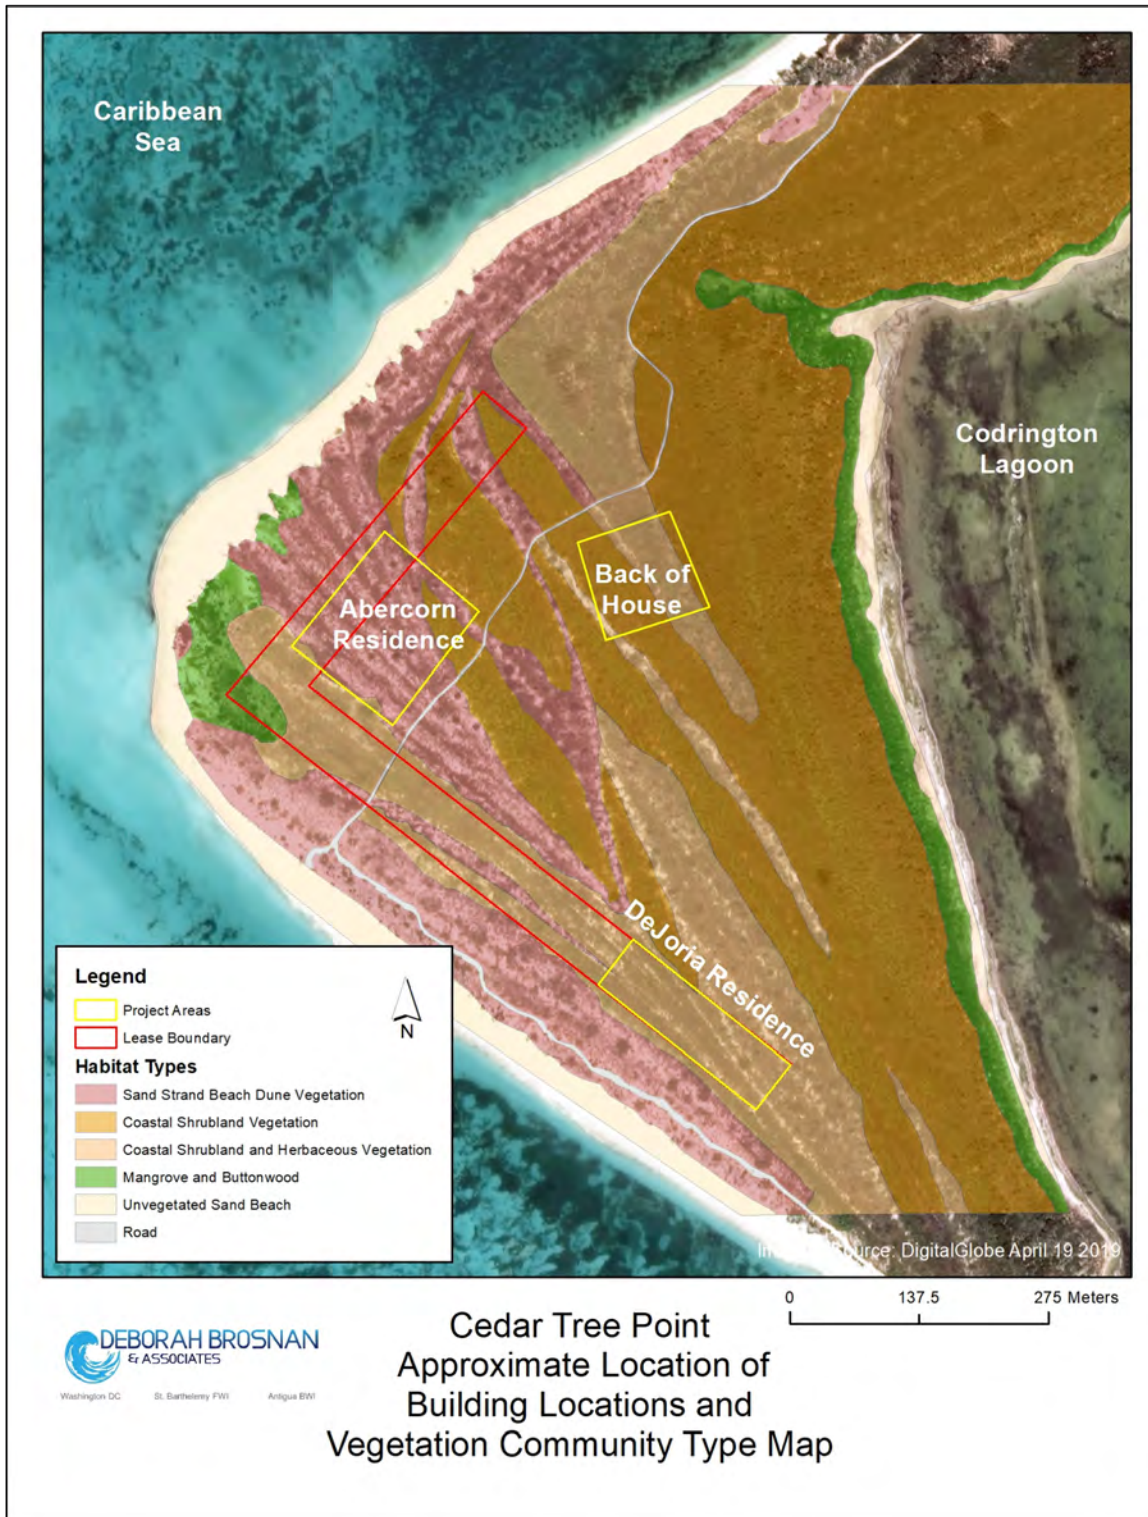 Caribbean
Sea
Codrington
Lagoon
Back of
House
Abercorn
Residence
DeJoria Residence
Legend
Project Areas
Lease Boundary
Habitat Types
Sand Strand Beach Dune Vegetation
Coastal Shrubland Vegetation
Coastal Shrubland and Herbaceous Vegetation
Mangrove and Buttonwood
Unvegetated Sand Beach
Road
N
Source: DigitalGlobe April 19 2019
0 137.5 275 Meters
DEBORAH BROSNAN
& ASSOCIATES
Washington DC St. Barthelemy FWI Antigua BWI
Cedar Tree Point
Approximate Location of
Building Locations and
Vegetation Community Type Map